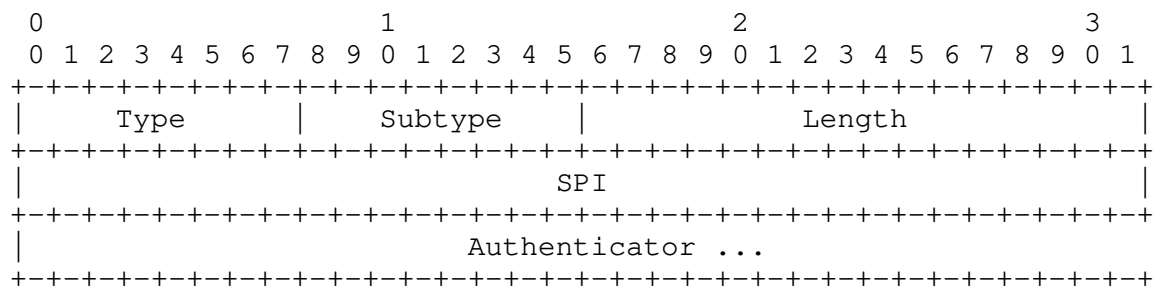 0                   1                   2                   3
 0 1 2 3 4 5 6 7 8 9 0 1 2 3 4 5 6 7 8 9 0 1 2 3 4 5 6 7 8 9 0 1
+-+-+-+-+-+-+-+-+-+-+-+-+-+-+-+-+-+-+-+-+-+-+-+-+-+-+-+-+-+-+-+-+
|     Type      |    Subtype    |            Length             |
+-+-+-+-+-+-+-+-+-+-+-+-+-+-+-+-+-+-+-+-+-+-+-+-+-+-+-+-+-+-+-+-+
|                              SPI                              |
+-+-+-+-+-+-+-+-+-+-+-+-+-+-+-+-+-+-+-+-+-+-+-+-+-+-+-+-+-+-+-+-+
|                         Authenticator ...
+-+-+-+-+-+-+-+-+-+-+-+-+-+-+-+-+-+-+-+-+-+-+-+-+-+-+-+-+-+-+-+-+